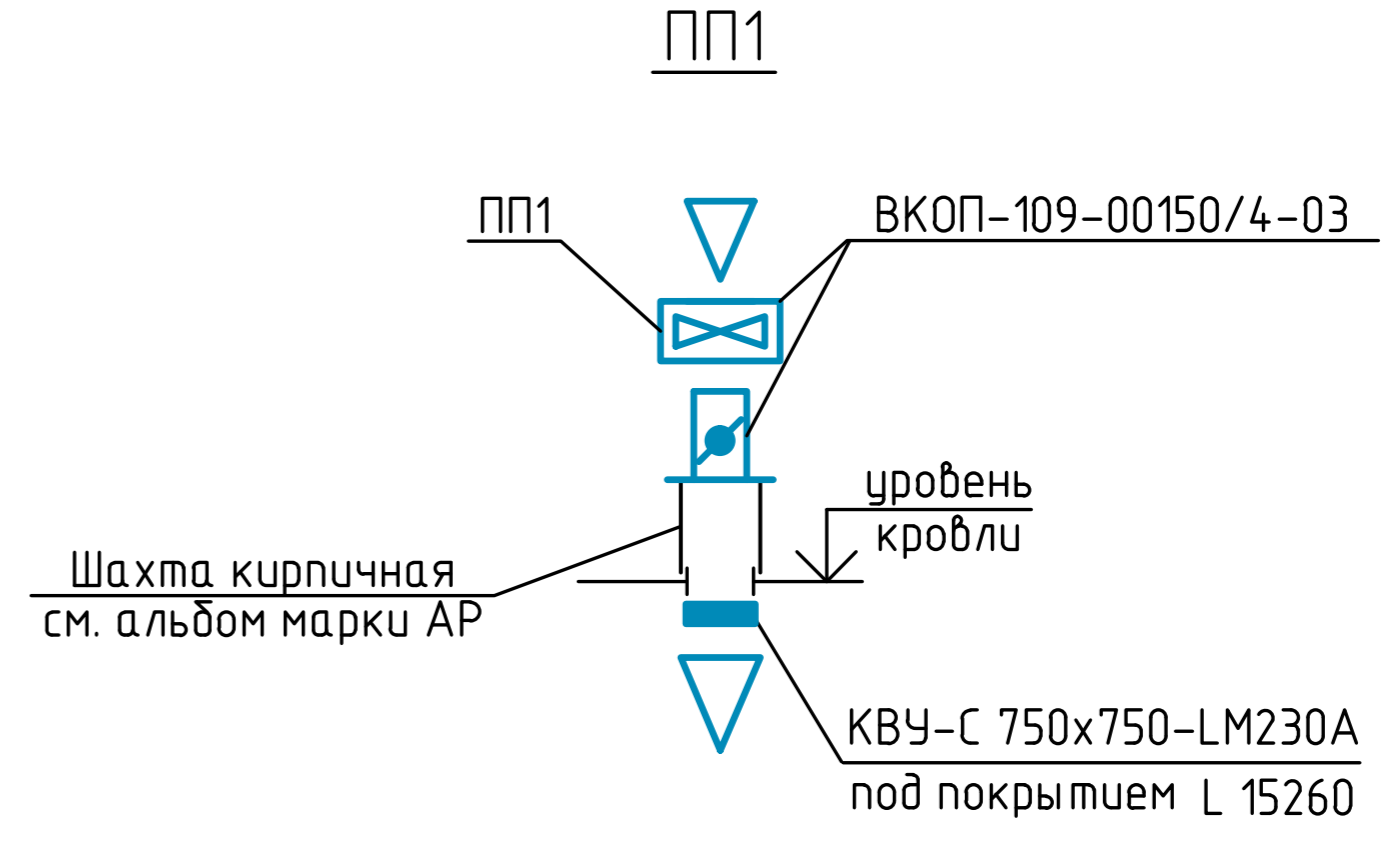 ПП1
ПП1
ВКОП-109-00150/4-03
уровень
кровли
Шахта кирпичная
см. альбом марки АР
КВУ-С 750х750-LM230A
под покрытием L 15260